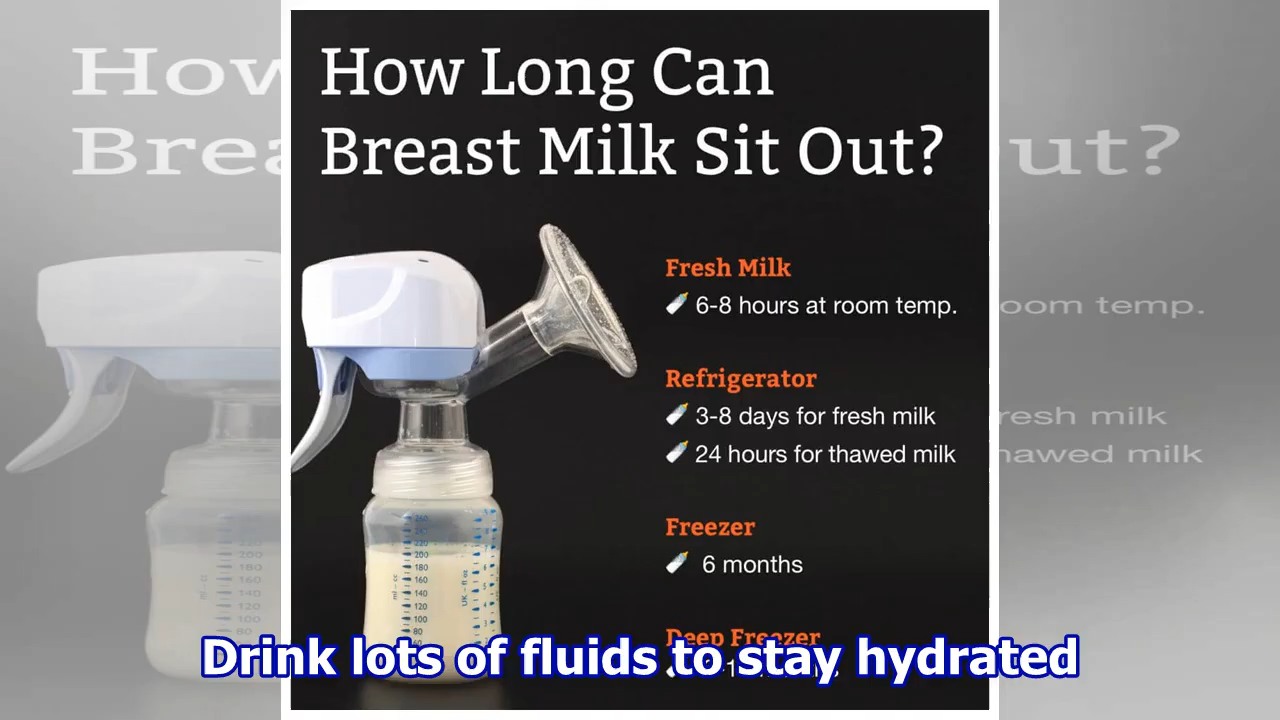 How Long Can
Breast Milk Sit Out?
Fresh Milk
6-8 hours at room temp.
Refrigerator
3-8 days for fresh milk
24 hours for thawed milk
Freezer
6 months
Deep Freezer
Drink lots of fluids to stay hydrated